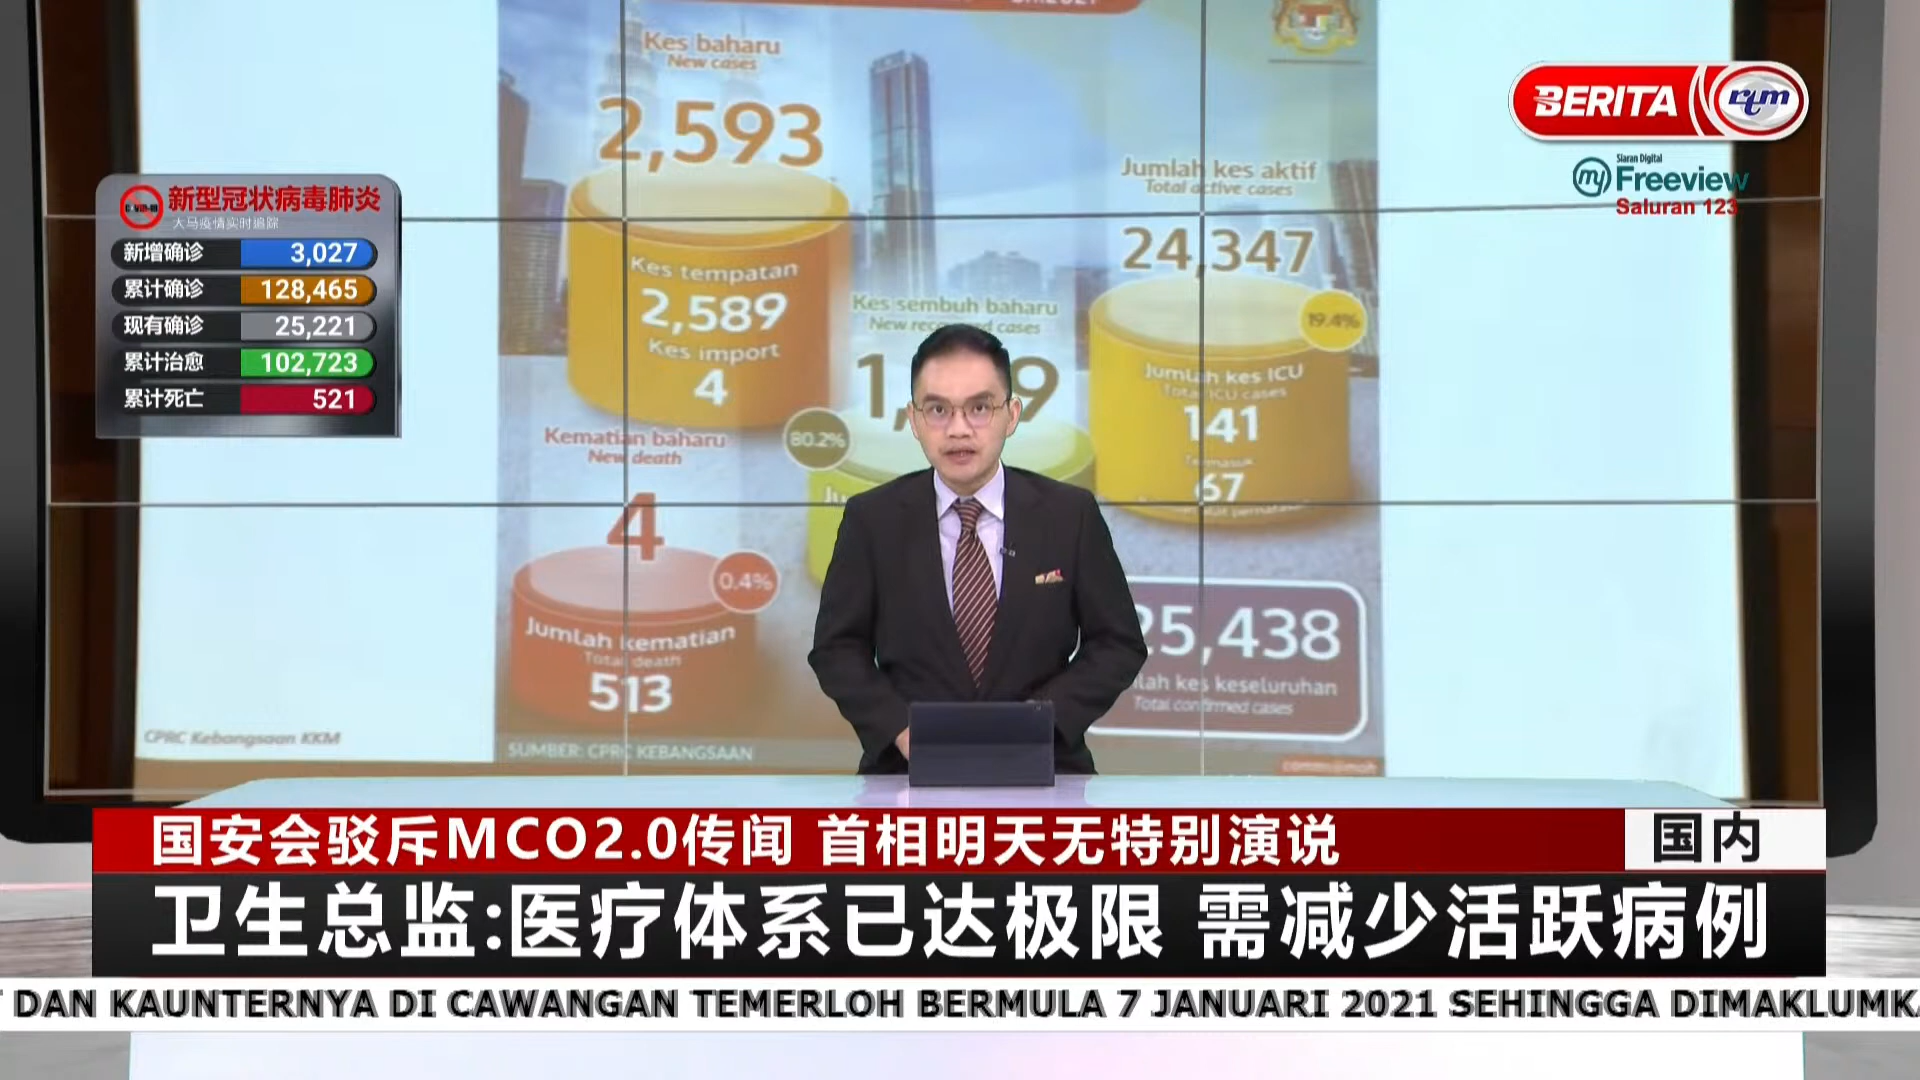 Kes baharu
New cases
2,593
Kes tempatan
2,589
Kes import
4
Kes sembuh baharu
Jumlah kes aktif
Total active cases
24,347
19.4%
Jumlah kes ICU
Total ICU cases
141
Termasuk
67
80.2%
Kematian baharu
New death
4
0.4%
Jumlah kematian
Total death
513
25,438
kes keseluruhan
Total confirmed cases
CPRC Kebangsaan KKM
SUMBER: CPRC KEBANGSAAN
BERITA rtm
Siaran Digital
my Freeview
Saluran 123
新型冠状病毒肺炎
大马疫情实时追踪
新增确诊 3,027
累计确诊 128,465
现有确诊 25,221
累计治愈 102,723
累计死亡 521
国安会驳斥MCO2.0传闻 首相明天无特别演说
国内
卫生总监:医疗体系已达极限 需减少活跃病例
DAN KAUNTERNYA DI CAWANGAN TEMERLOH BERMULA 7 JANUARI 2021 SEHINGGA DIMAKLUMKA